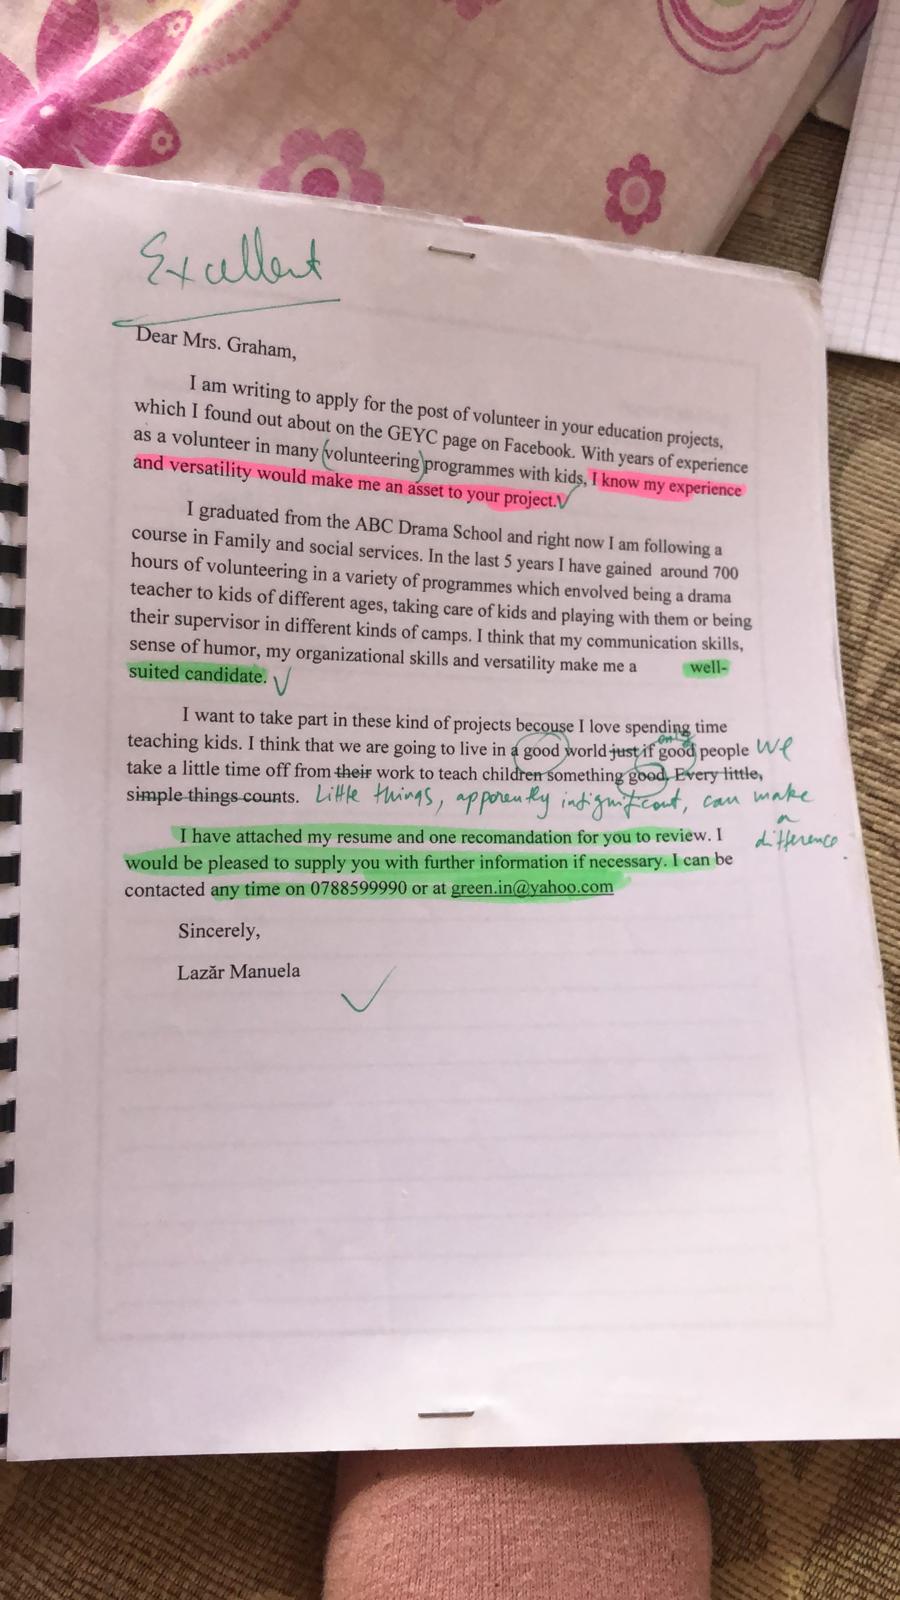 Excellent
Dear Mrs. Graham,
I am writing to apply for the post of volunteer in your education projects,
which I found out about on the GEYC page on Facebook. With years of experience
as a volunteer in many (volunteering) programmes with kids, I know my experience
and versatility would make me an asset to your project.
I graduated from the ABC Drama School and right now I am following a
course in Family and social services. In the last 5 years I have gained around 700
hours of volunteering in a variety of programmes which envolved being a drama
teacher to kids of different ages, taking care of kids and playing with them or being
their supervisor in different kinds of camps. I think that my communication skills,
sense of humor, my organizational skills and versatility make me a well-
suited candidate.
I want to take part in these kind of projects becouse I love spending time
only
teaching kids. I think that we are going to live in a good world just if good people we
take a little time off from their work to teach children something good. Every little,
simple things counts. Little things, apparently insignificant, can make
a
difference.
I have attached my resume and one recomandation for you to review. I
would be pleased to supply you with further information if necessary. I can be
contacted any time on 0788599990 or at green.in@yahoo.com
Sincerely,
Lazăr Manuela